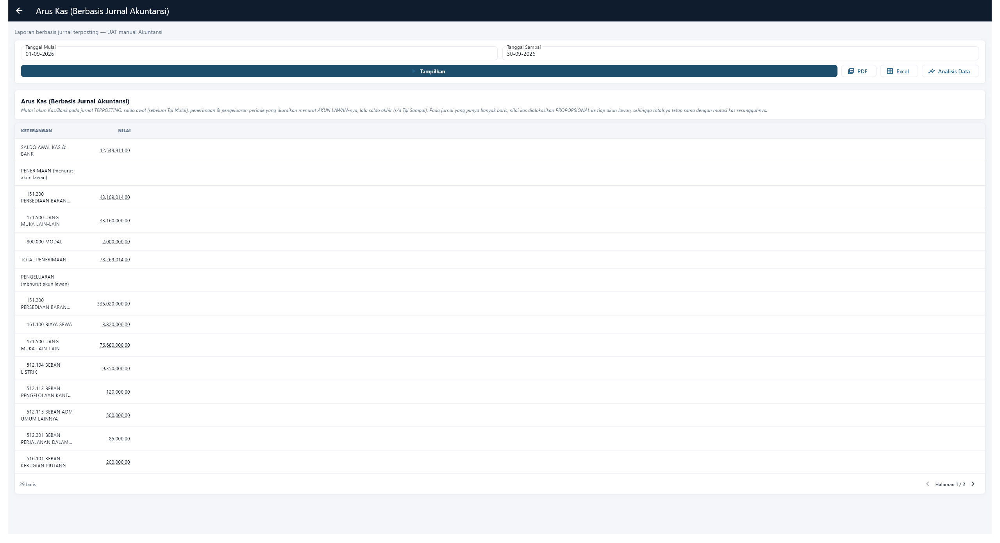 Arus Kas (Berbasis Jurnal Akuntansi)
Laporan berbasis jurnal terposting — UAT manual Akuntansi
Tanggal Mulai
01-09-2026
Tanggal Sampai
30-09-2026
Tampilkan
PDF
Excel
Analisis Data
Arus Kas (Berbasis Jurnal Akuntansi)
Mutasi akun Kas/Bank pada jurnal TERPOSTING: saldo awal (sebelum Tgl Mulai), penerimaan & pengeluaran periode yang diuraikan menurut AKUN LAWAN-nya, lalu saldo akhir (s/d Tgl Sampai). Pada jurnal yang punya banyak baris, nilai kas dialokasikan PROPORSIONAL ke tiap akun lawan, sehingga totalnya tetap sama dengan mutasi kas sesungguhnya.
KETERANGAN NILAI
SALDO AWAL KAS &
BANK
12.549.911,00
PENERIMAAN (menurut
akun lawan)
151.200
PERSEDIAAN BARAN...
43.109.014,00
171.500 UANG
MUKA LAIN-LAIN
33.160.000,00
800.000 MODAL 2.000.000,00
TOTAL PENERIMAAN 78.269.014,00
PENGELUARAN
(menurut akun lawan)
151.200
PERSEDIAAN BARAN...
335.020.000,00
161.100 BIAYA SEWA 3.820.000,00
171.500 UANG
MUKA LAIN-LAIN
76.680.000,00
512.104 BEBAN
LISTRIK
9.350.000,00
512.113 BEBAN
PENGELOLAAN KANT...
120.000,00
512.115 BEBAN ADM
UMUM LAINNYA
500.000,00
512.201 BEBAN
PERJALANAN DALAM...
85.000,00
516.101 BEBAN
KERUGIAN PIUTANG
200.000,00
29 baris
Halaman 1 / 2